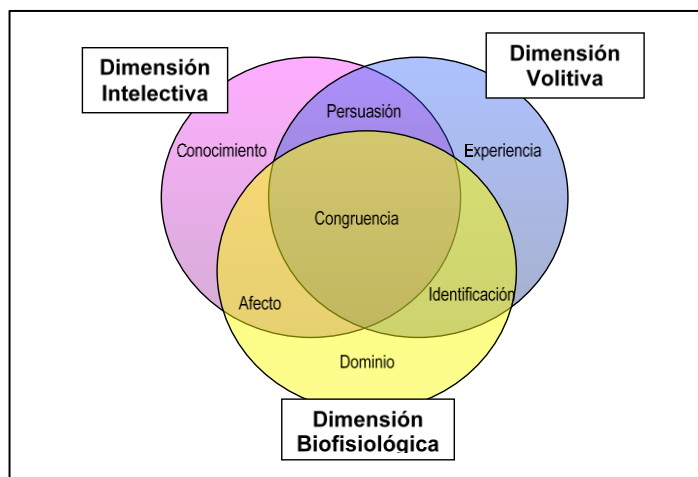 Dimensión
Intelectiva
Dimensión
Volitiva
Persuasión
Conocimiento
Experiencia
Congruencia
Afecto
Identificación
Dominio
Dimensión
Biofisiológica